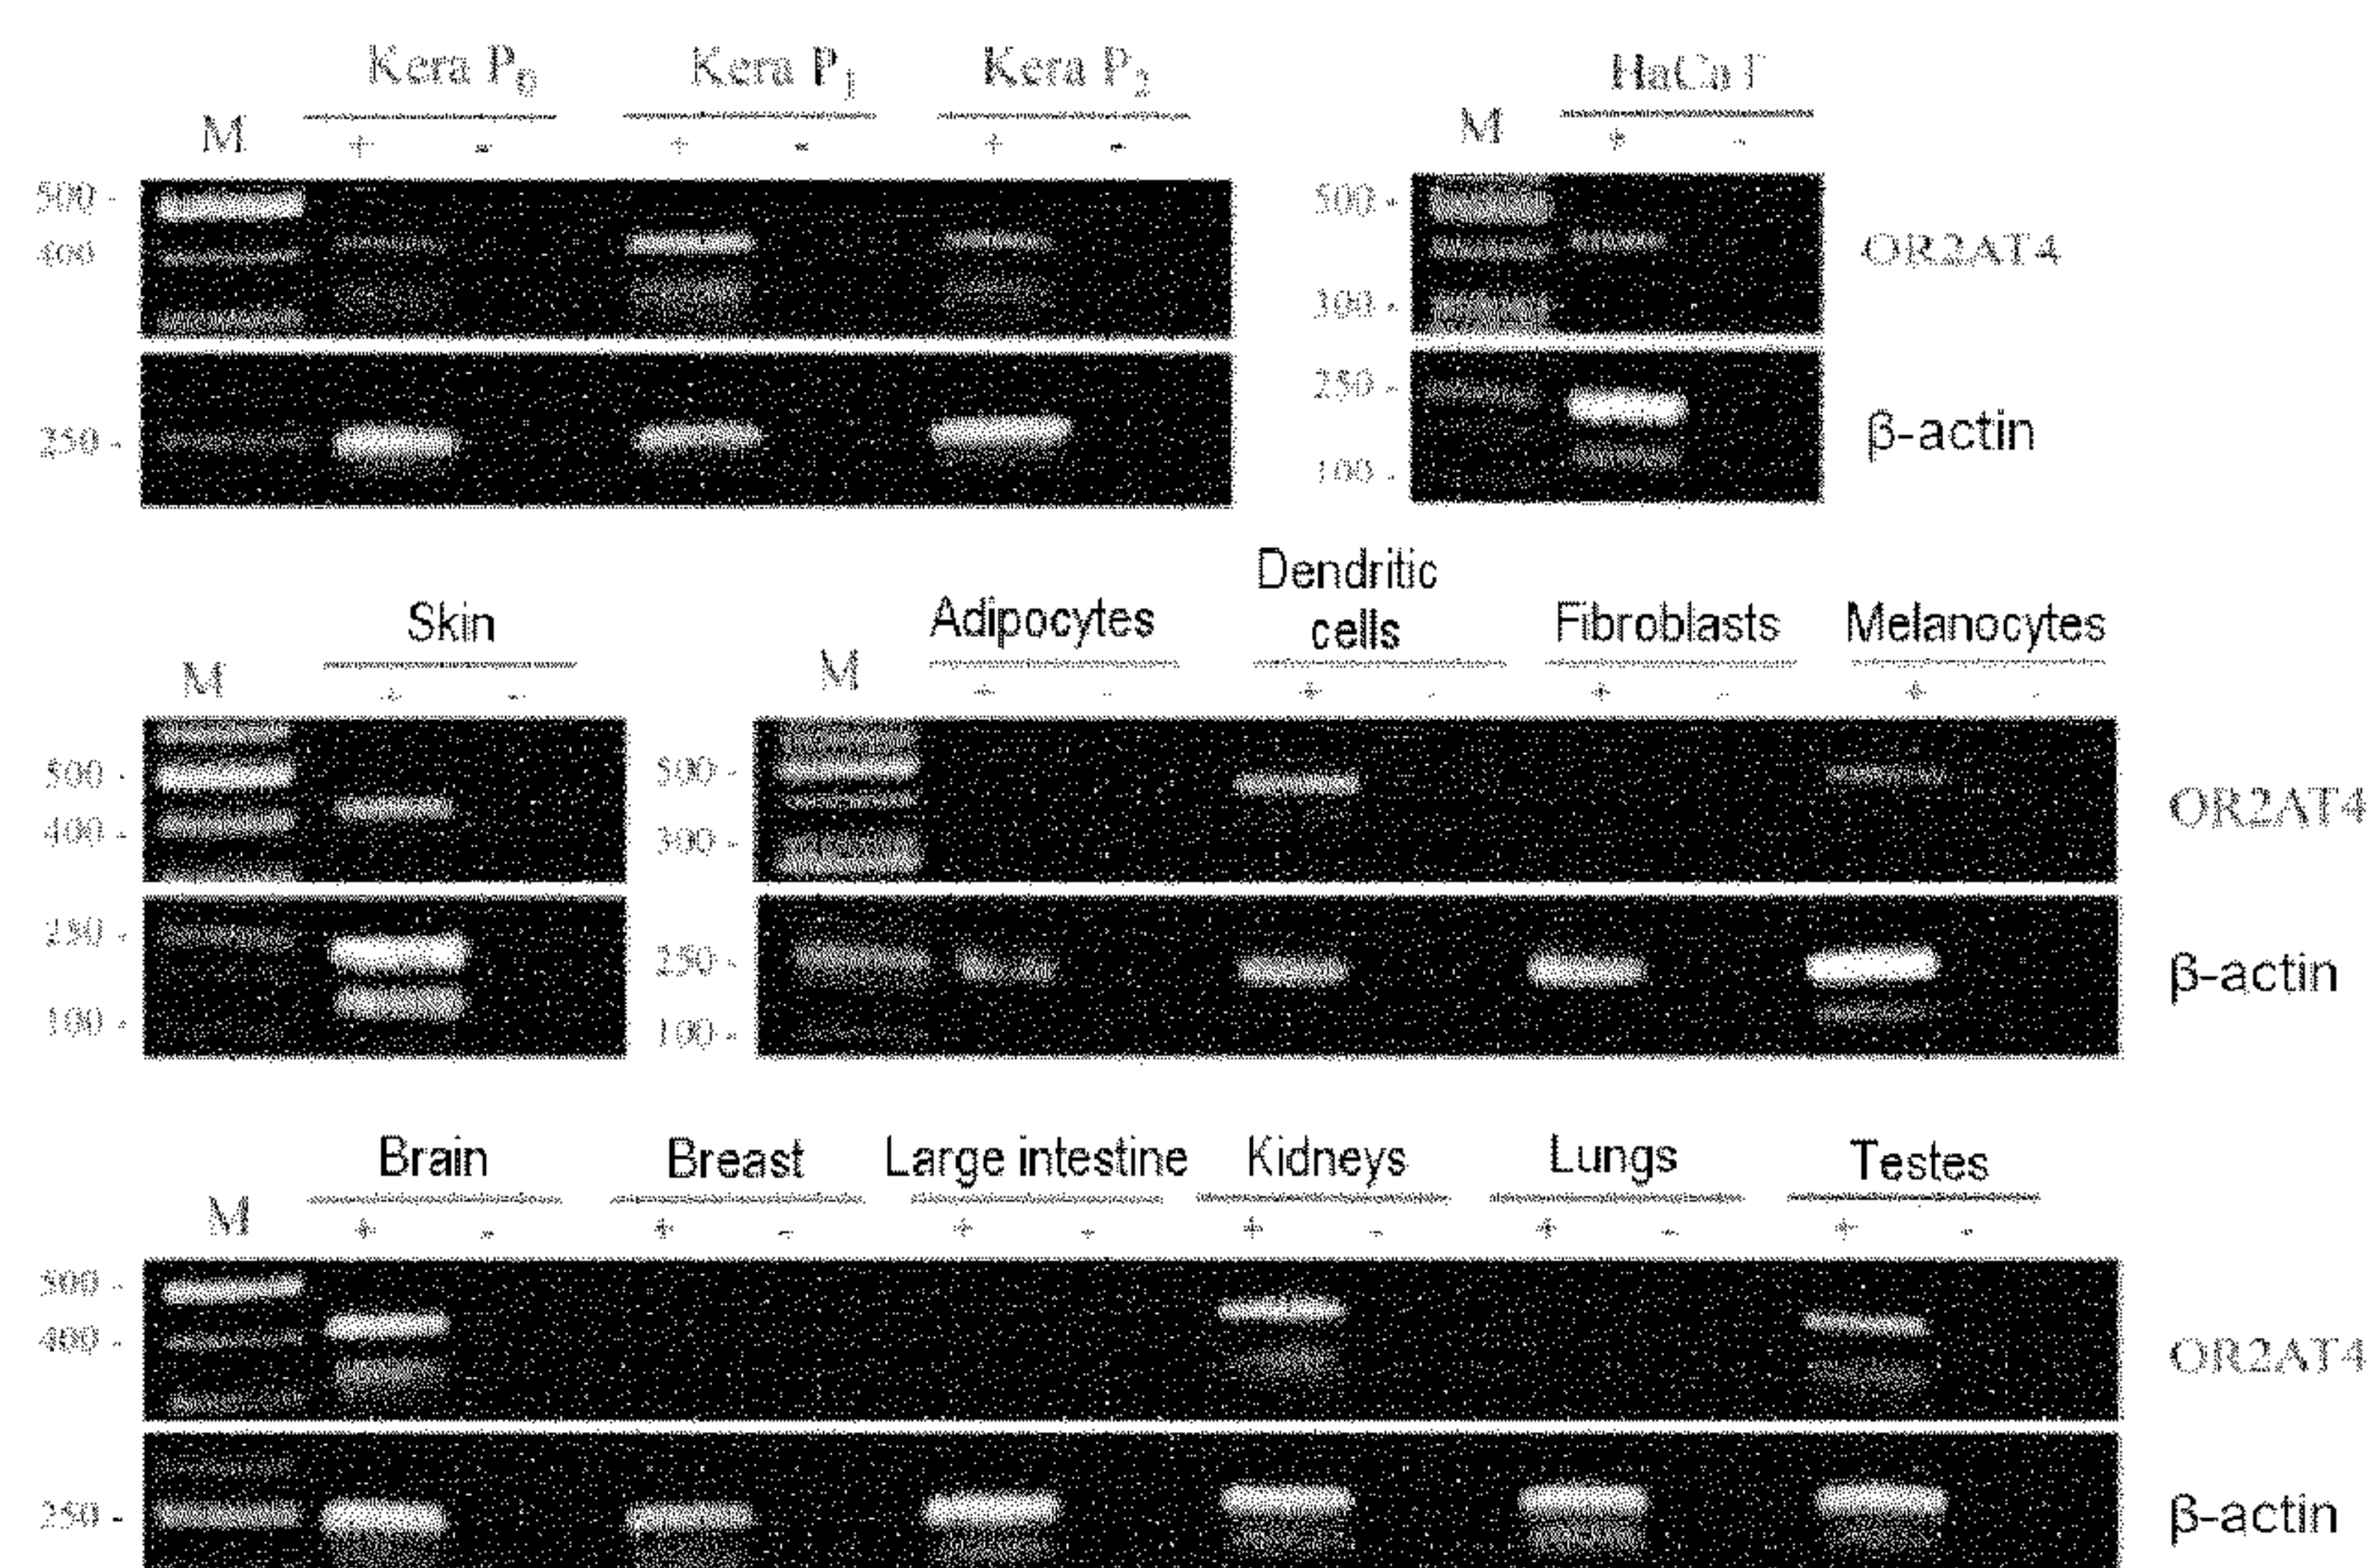 Kera P0 Kera P1 Kera P2 HaCaT
M + - + - + - M + -
500 - 500 -
400 OR2AT4
300 -
250 -
250 - β-actin
100 -
Skin Adipocytes Dendritic cells Fibroblasts Melanocytes
M + - M + - + - + - + -
500 - 500 -
400 - 300 - OR2AT4
250 - 250 - β-actin
100 - 100 -
Brain Breast Large intestine Kidneys Lungs Testes
M + - + - + - + - + - + -
500 -
400 - OR2AT4
250 - β-actin